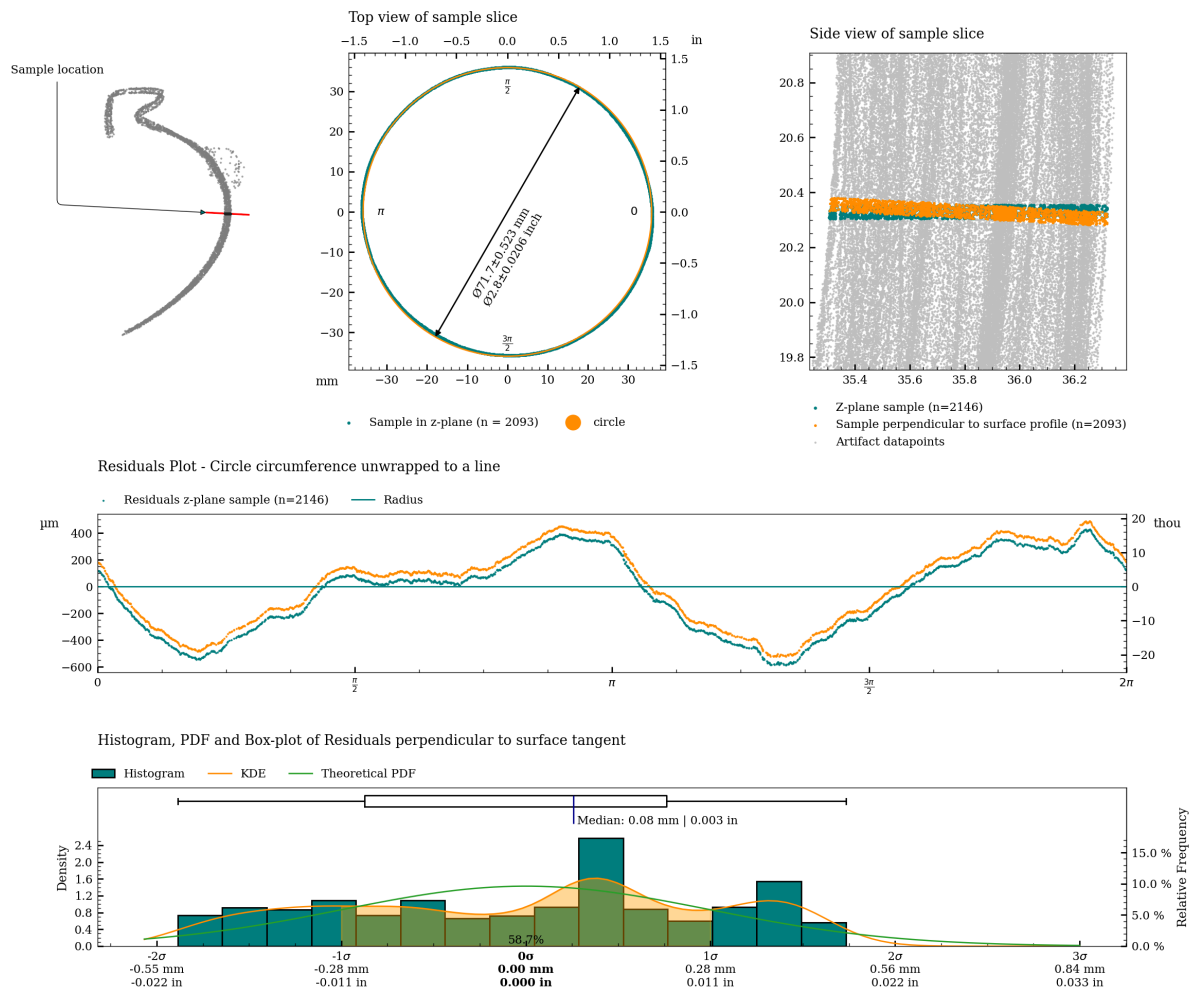 Sample location
Top view of sample slice
−1.5 −1.0 −0.5 0.0 0.5 1.0 1.5 in
30
20
10
0
−10
−20
−30
1.5
1.0
0.5
0.0
−0.5
−1.0
−1.5
π/2
π
0
3π/2
Ø71.7±0.523 mm
Ø2.8±0.0206 inch
mm −30 −20 −10 0 10 20 30
Sample in z-plane (n = 2093) circle
Side view of sample slice
20.8
20.6
20.4
20.2
20.0
19.8
35.4 35.6 35.8 36.0 36.2
Z-plane sample (n=2146)
Sample perpendicular to surface profile (n=2093)
Artifact datapoints
Residuals Plot - Circle circumference unwrapped to a line
Residuals z-plane sample (n=2146) Radius
µm
400
200
0
−200
−400
−600
thou
20
10
0
−10
−20
0 π/2 π 3π/2 2π
Histogram, PDF and Box-plot of Residuals perpendicular to surface tangent
Histogram KDE Theoretical PDF
Median: 0.08 mm | 0.003 in
Density
2.4
2.0
1.6
1.2
0.8
0.4
0.0
Relative Frequency
15.0 %
10.0 %
5.0 %
0.0 %
58.7%
-2σ -1σ 0σ 1σ 2σ 3σ
-0.55 mm -0.28 mm 0.00 mm 0.28 mm 0.56 mm 0.84 mm
-0.022 in -0.011 in 0.000 in 0.011 in 0.022 in 0.033 in